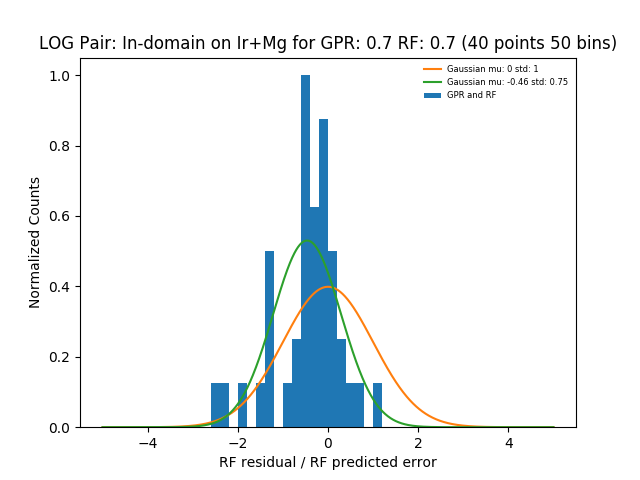 LOG Pair: In-domain on Ir+Mg for GPR: 0.7 RF: 0.7 (40 points 50 bins)
Gaussian mu: 0 std: 1
Gaussian mu: -0.46 std: 0.75
GPR and RF
Normalized Counts
1.0
0.8
0.6
0.4
0.2
0.0
−4
−2
0
2
4
RF residual / RF predicted error